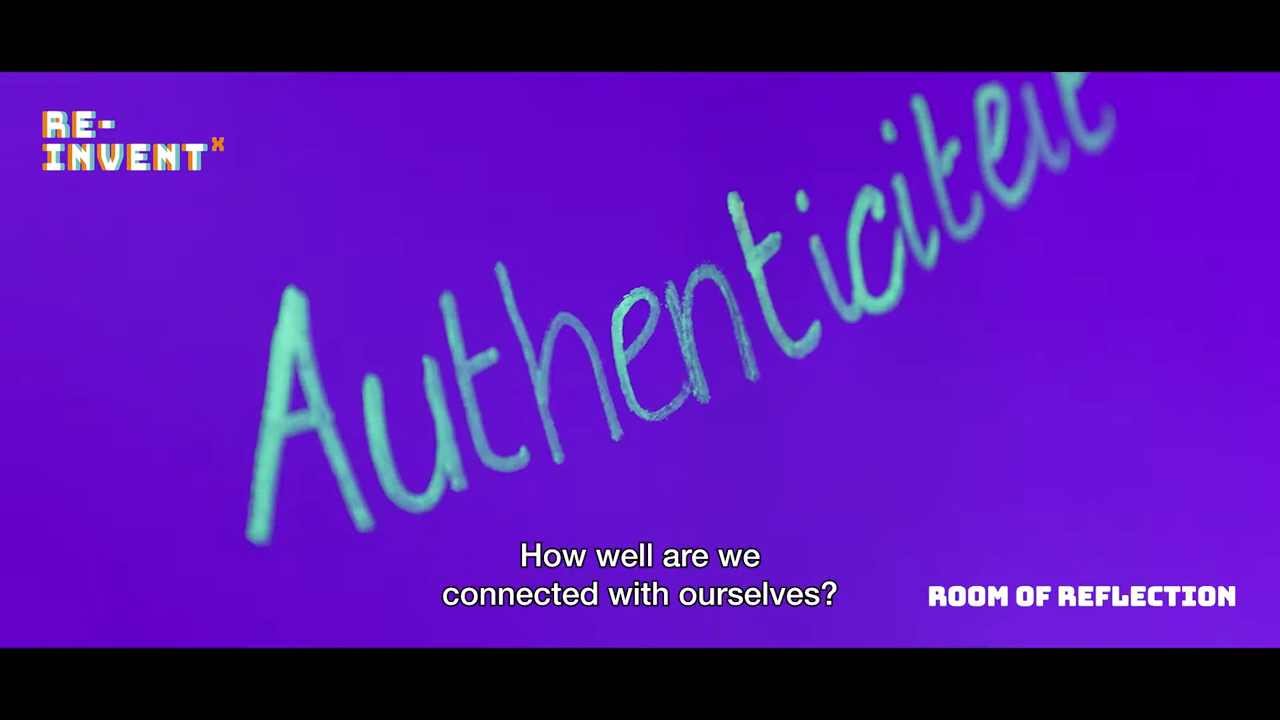 RE-
INVENT X
Authenticiteit
How well are we
connected with ourselves?
ROOM OF REFLECTION